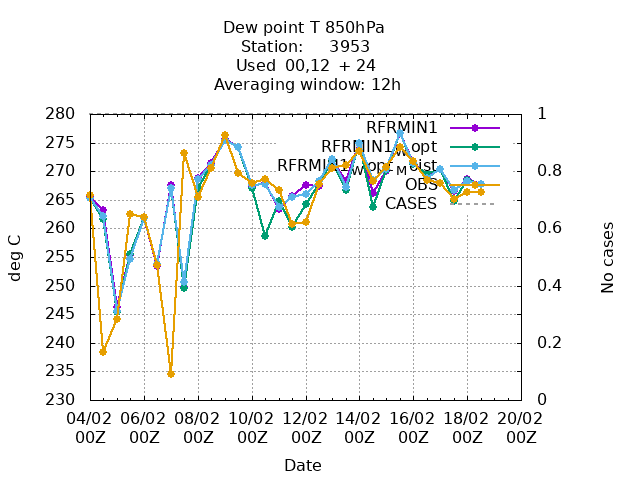 Dew point T 850hPa
Station: 3953
Used 00,12 + 24
Averaging window: 12h
280
275
270
265
260
255
250
245
240
235
230
deg C
1
0.8
0.6
0.4
0.2
0
No cases
RFRMIN1
OBS
CASES
04/02 06/02 08/02 10/02 12/02 14/02 16/02 18/02 20/02
00Z 00Z 00Z 00Z 00Z 00Z 00Z 00Z 00Z
Date